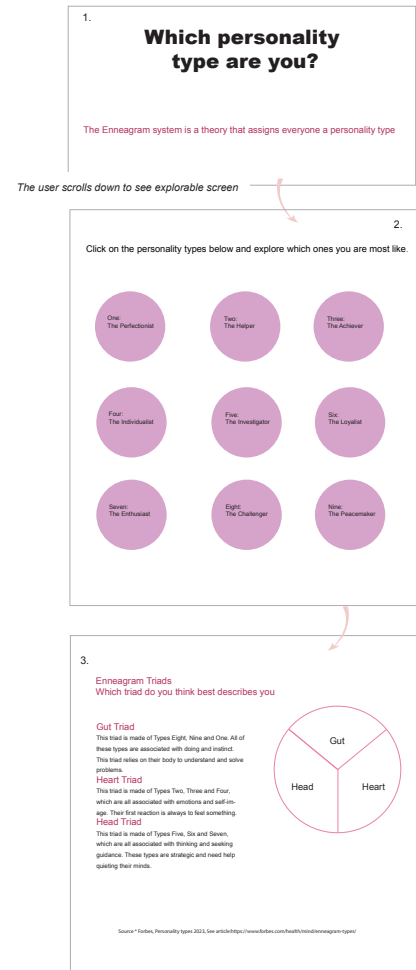 1.
Which personality
type are you?
The Enneagram system is a theory that assigns everyone a personality type
The user scrolls down to see explorable screen
2.
Click on the personality types below and explore which ones you are most like.
One:
The Perfectionist
Two:
The Helper
Three:
The Achiever
Four:
The Individualist
Five:
The Investigator
Six:
The Loyalist
Seven:
The Enthusiast
Eight:
The Challenger
Nine:
The Peacemaker
3.
Enneagram Triads
Which triad do you think best describes you
Gut Triad
This triad is made of Types Eight, Nine and One. All of
these types are associated with doing and instinct.
This triad relies on their body to understand and solve
problems.
Heart Triad
This triad is made of Types Two, Three and Four,
which are all associated with emotions and self-im-
age. Their first reaction is always to feel something.
Head Triad
This triad is made of Types Five, Six and Seven,
which are all associated with thinking and seeking
guidance. These types are strategic and need help
quieting their minds.
Gut
Head
Heart
Source " Forbes, Personality types 2023, See article:https://www.forbes.com/health/mind/enneagram-types/